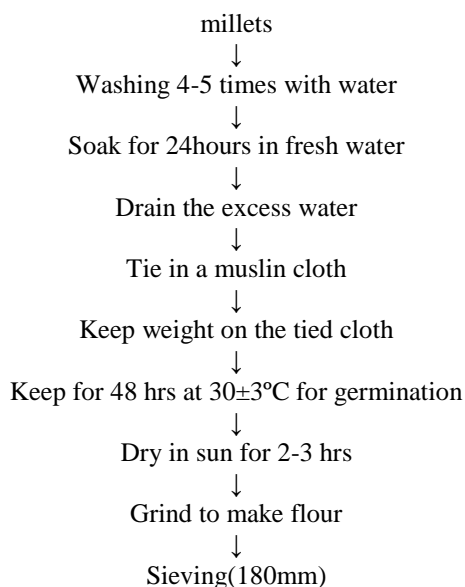 millets
↓
Washing 4-5 times with water
↓
Soak for 24hours in fresh water
↓
Drain the excess water
↓
Tie in a muslin cloth
↓
Keep weight on the tied cloth
↓
Keep for 48 hrs at 30±3ºC for germination
↓
Dry in sun for 2-3 hrs
↓
Grind to make flour
↓
Sieving(180mm)